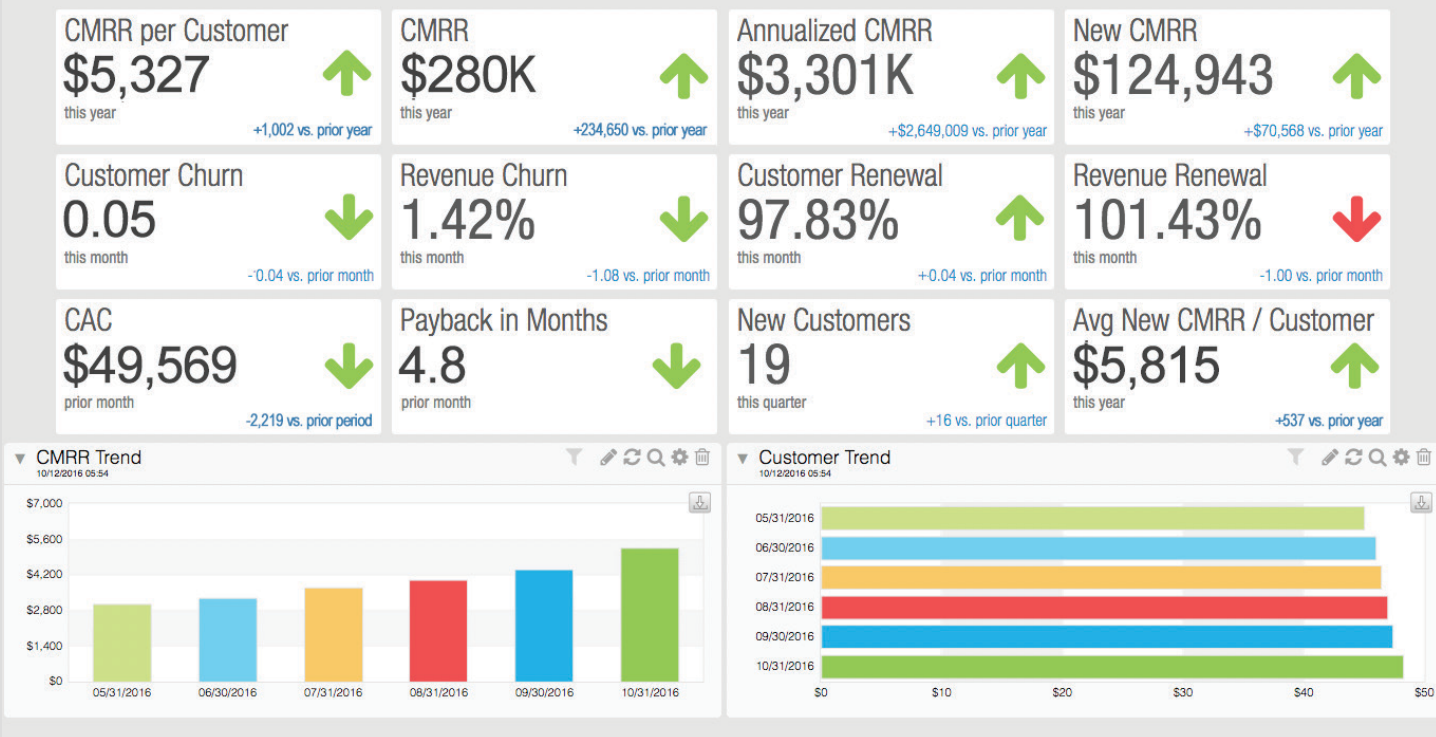 CMRR per Customer
$5,327
this year
+1,002 vs. prior year
CMRR
$280K
this year
+234,650 vs. prior year
Annualized CMRR
$3,301K
this year
+$2,649,009 vs. prior year
New CMRR
$124,943
this year
+$70,568 vs. prior year
Customer Churn
0.05
this month
-0.04 vs. prior month
Revenue Churn
1.42%
this month
-1.08 vs. prior month
Customer Renewal
97.83%
this month
+0.04 vs. prior month
Revenue Renewal
101.43%
this month
-1.00 vs. prior month
CAC
$49,569
prior month
-2,219 vs. prior period
Payback in Months
4.8
prior month
New Customers
19
this quarter
+16 vs. prior quarter
Avg New CMRR / Customer
$5,815
this year
+537 vs. prior year
CMRR Trend
10/12/2016 05:54
$7,000
$5,600
$4,200
$2,800
$1,400
$0
05/31/2016 06/30/2016 07/31/2016 08/31/2016 09/30/2016 10/31/2016
Customer Trend
10/12/2016 05:54
05/31/2016
06/30/2016
07/31/2016
08/31/2016
09/30/2016
10/31/2016
$0 $10 $20 $30 $40 $50